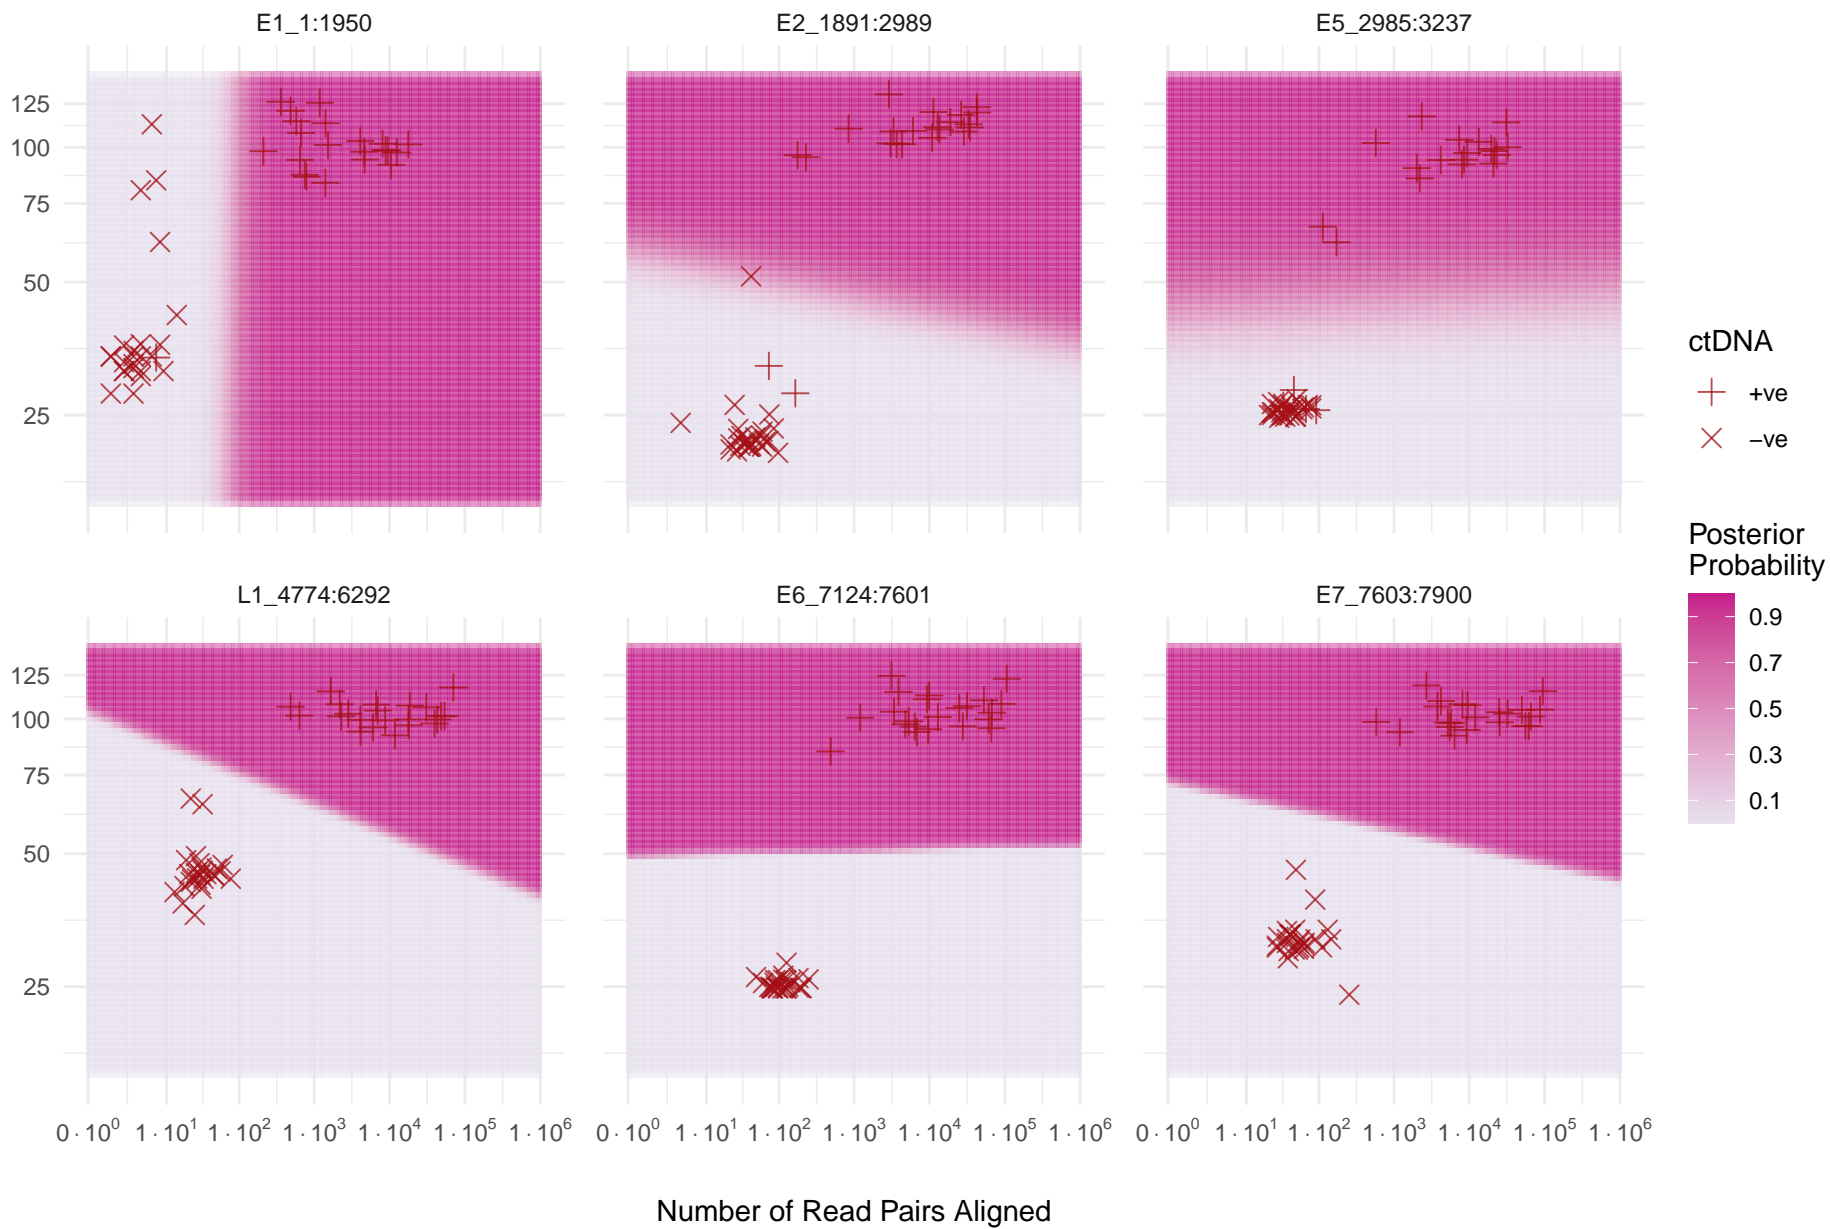 E1_1:1950 E2_1891:2989 E5_2985:3237
125
100
75
50
25
ctDNA
+ve
−ve
Posterior
Probability
0.9
0.7
0.5
0.3
0.1
L1_4774:6292 E6_7124:7601 E7_7603:7900
125
100
75
50
25
0·10⁰ 1·10¹ 1·10² 1·10³ 1·10⁴ 1·10⁵ 1·10⁶ 0·10⁰ 1·10¹ 1·10² 1·10³ 1·10⁴ 1·10⁵ 1·10⁶ 0·10⁰ 1·10¹ 1·10² 1·10³ 1·10⁴ 1·10⁵ 1·10⁶
Number of Read Pairs Aligned